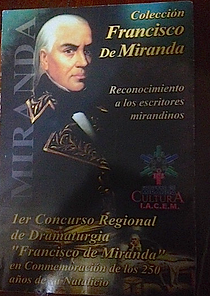 Colección
Francisco
De Miranda
Reconocimiento
a los escritores
mirandinos
MIRANDA
CULTURA
I.A.C.E.M.
1er Concurso Regional
de Dramaturgia
"Francisco de Miranda"
en Conmemoración de los 250
años de su Natalicio